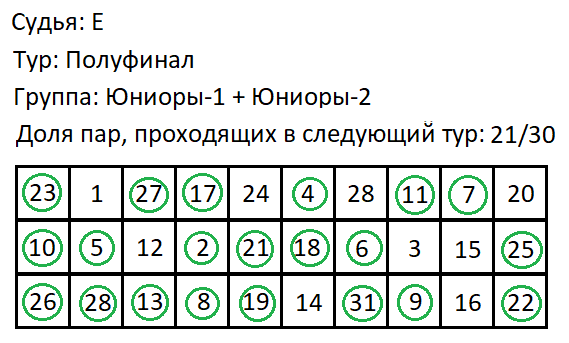 Судья: Е
Тур: Полуфинал
Группа: Юниоры-1 + Юниоры-2
Доля пар, проходящих в следующий тур: 21/30
23 1 27 17 24 4 28 11 7 20
10 5 12 2 21 18 6 3 15 25
26 28 13 8 19 14 31 9 16 22